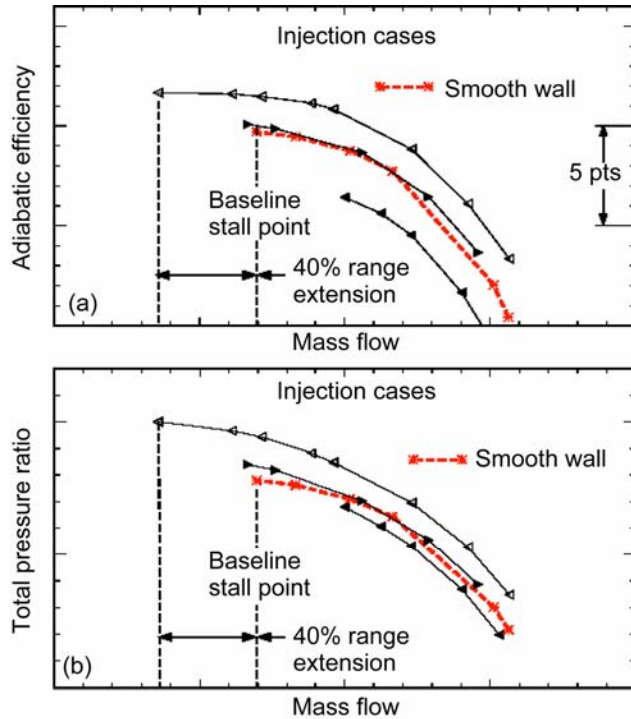 Injection cases
Smooth wall
Adiabatic efficiency
5 pts
Baseline
stall point
40% range
extension
(a)
Mass flow
Injection cases
Smooth wall
Total pressure ratio
Baseline
stall point
40% range
extension
(b)
Mass flow